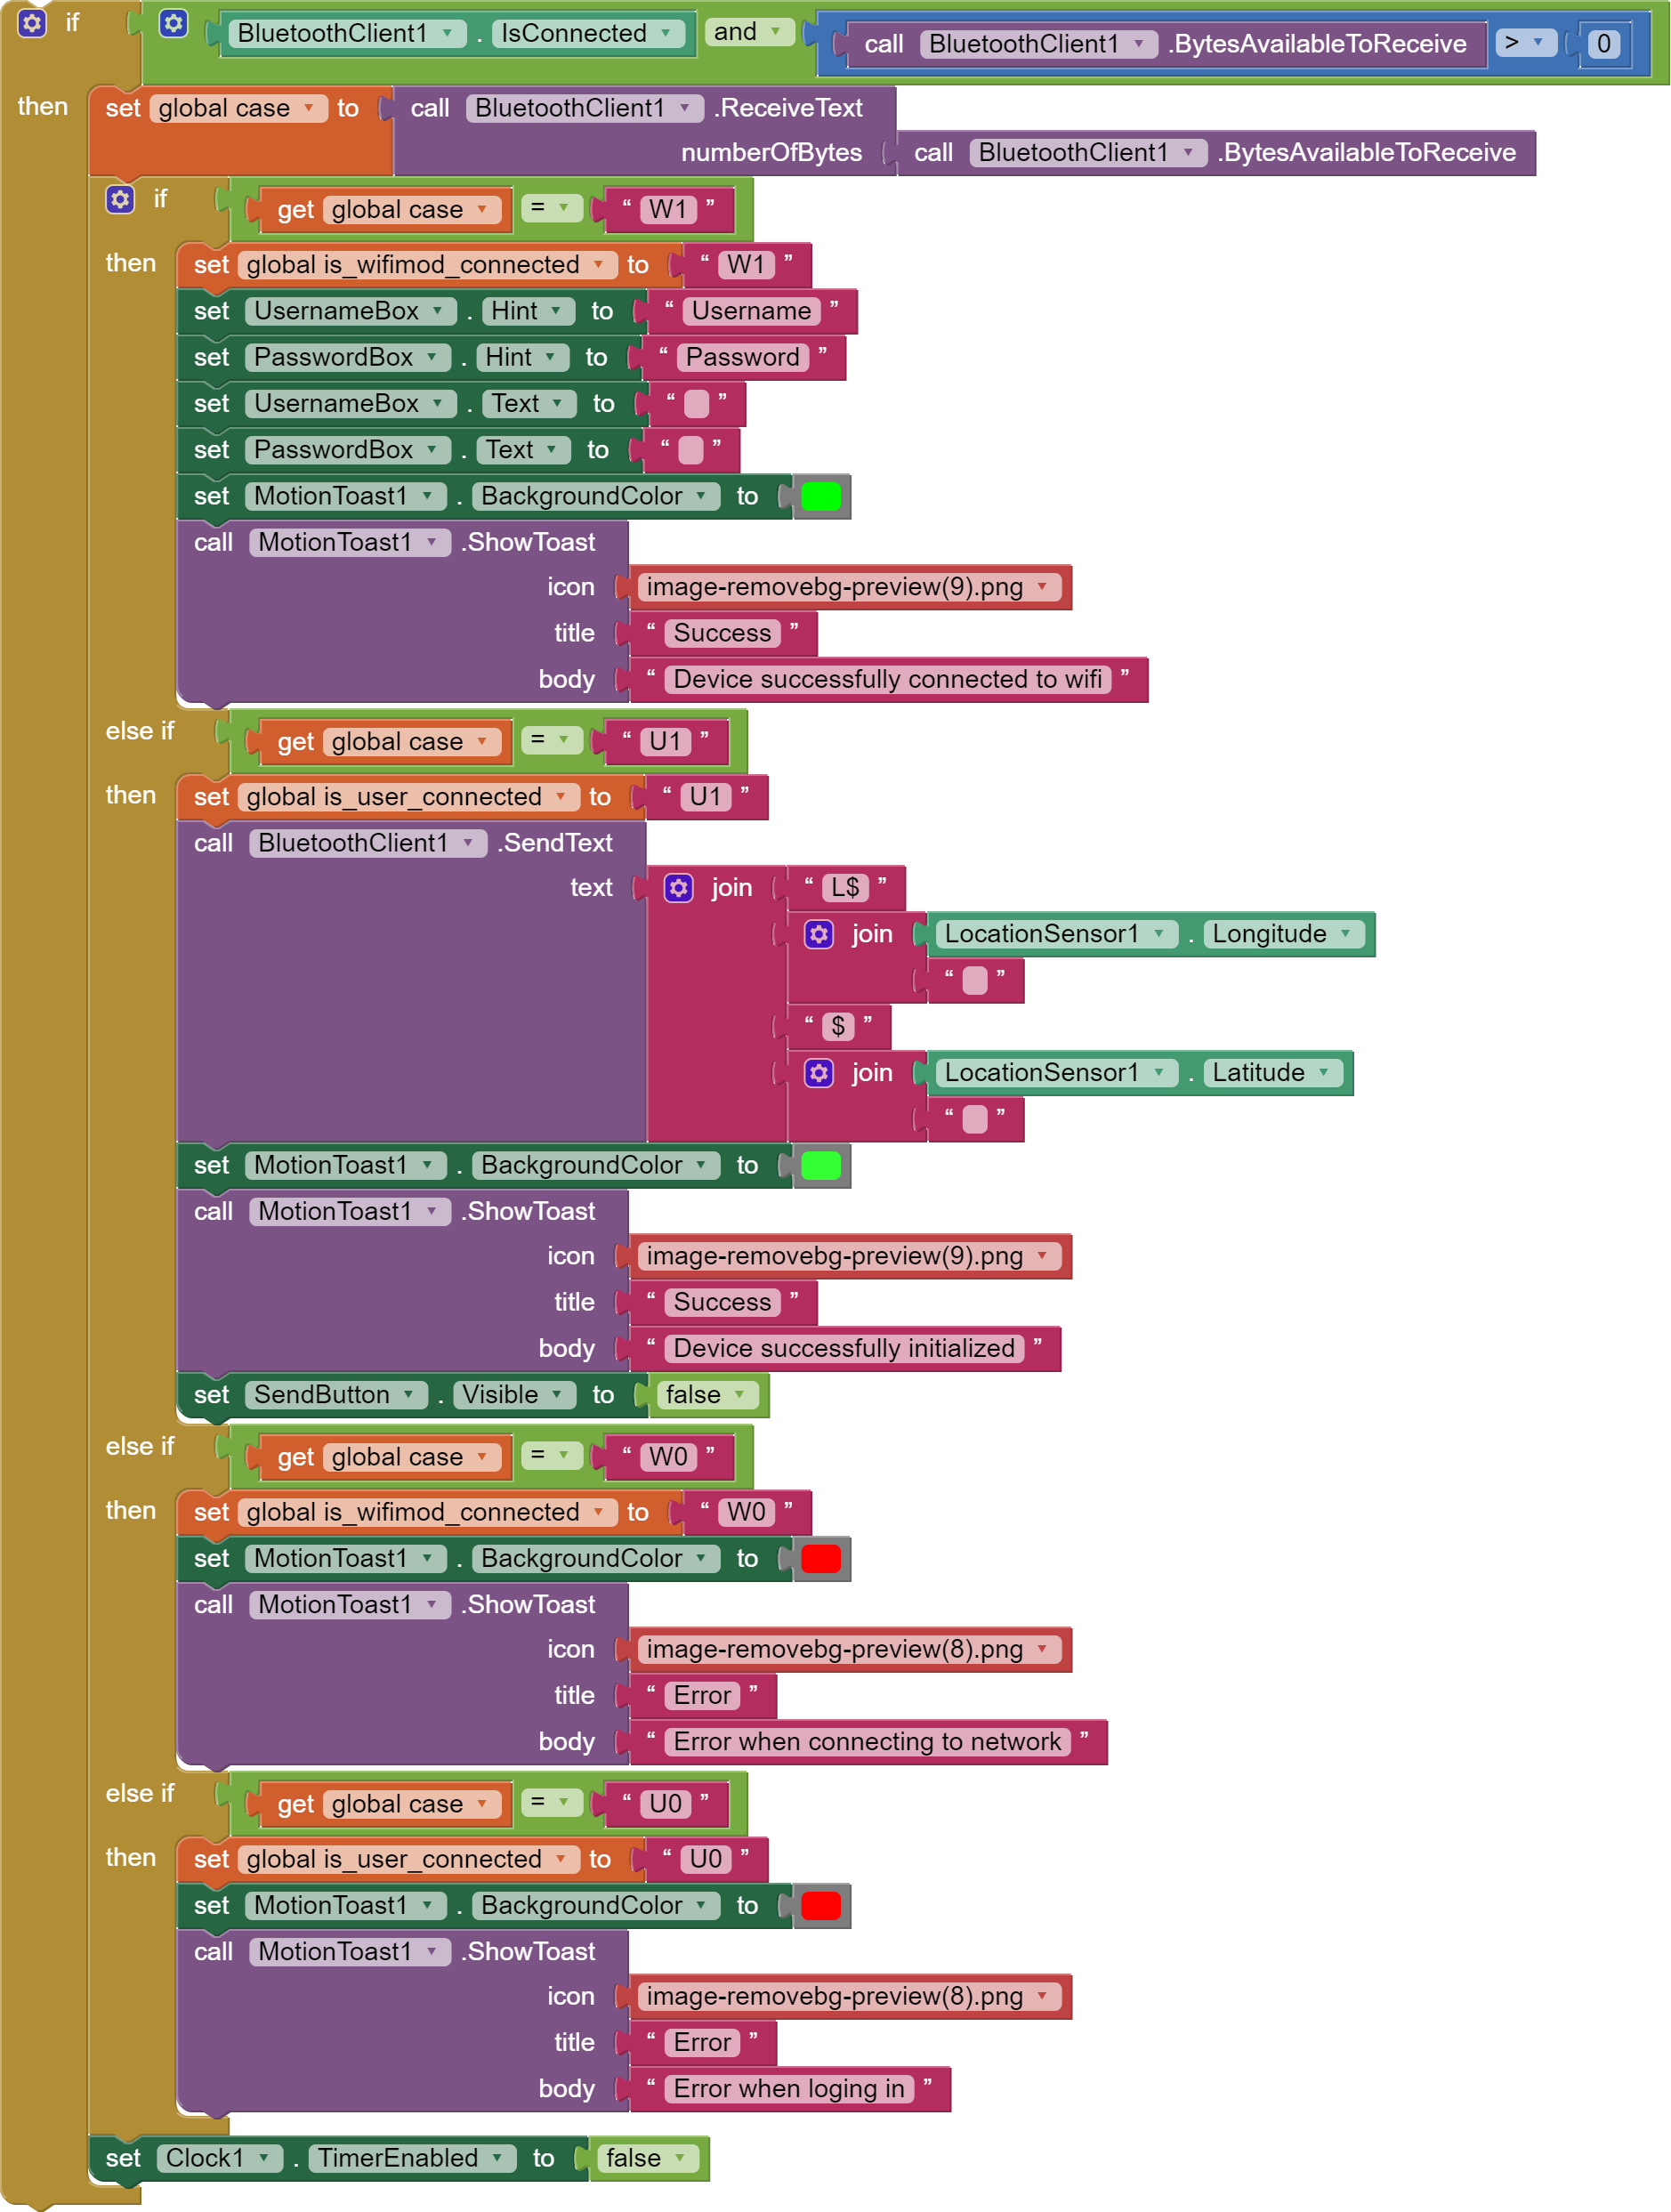 if BluetoothClient1 . IsConnected and call BluetoothClient1 .BytesAvailableToReceive > 0
then set global case to call BluetoothClient1 .ReceiveText
numberOfBytes call BluetoothClient1 .BytesAvailableToReceive
if get global case = “ W1 ”
then set global is_wifimod_connected to “ W1 ”
set UsernameBox . Hint to “ Username ”
set PasswordBox . Hint to “ Password ”
set UsernameBox . Text to “ ”
set PasswordBox . Text to “ ”
set MotionToast1 . BackgroundColor to
call MotionToast1 .ShowToast
icon image-removebg-preview(9).png
title “ Success ”
body “ Device successfully connected to wifi ”
else if get global case = “ U1 ”
then set global is_user_connected to “ U1 ”
call BluetoothClient1 .SendText
text join “ L$ ”
join LocationSensor1 . Longitude
“ ”
“ $ ”
join LocationSensor1 . Latitude
“ ”
set MotionToast1 . BackgroundColor to
call MotionToast1 .ShowToast
icon image-removebg-preview(9).png
title “ Success ”
body “ Device successfully initialized ”
set SendButton . Visible to false
else if get global case = “ W0 ”
then set global is_wifimod_connected to “ W0 ”
set MotionToast1 . BackgroundColor to
call MotionToast1 .ShowToast
icon image-removebg-preview(8).png
title “ Error ”
body “ Error when connecting to network ”
else if get global case = “ U0 ”
then set global is_user_connected to “ U0 ”
set MotionToast1 . BackgroundColor to
call MotionToast1 .ShowToast
icon image-removebg-preview(8).png
title “ Error ”
body “ Error when loging in ”
set Clock1 . TimerEnabled to false